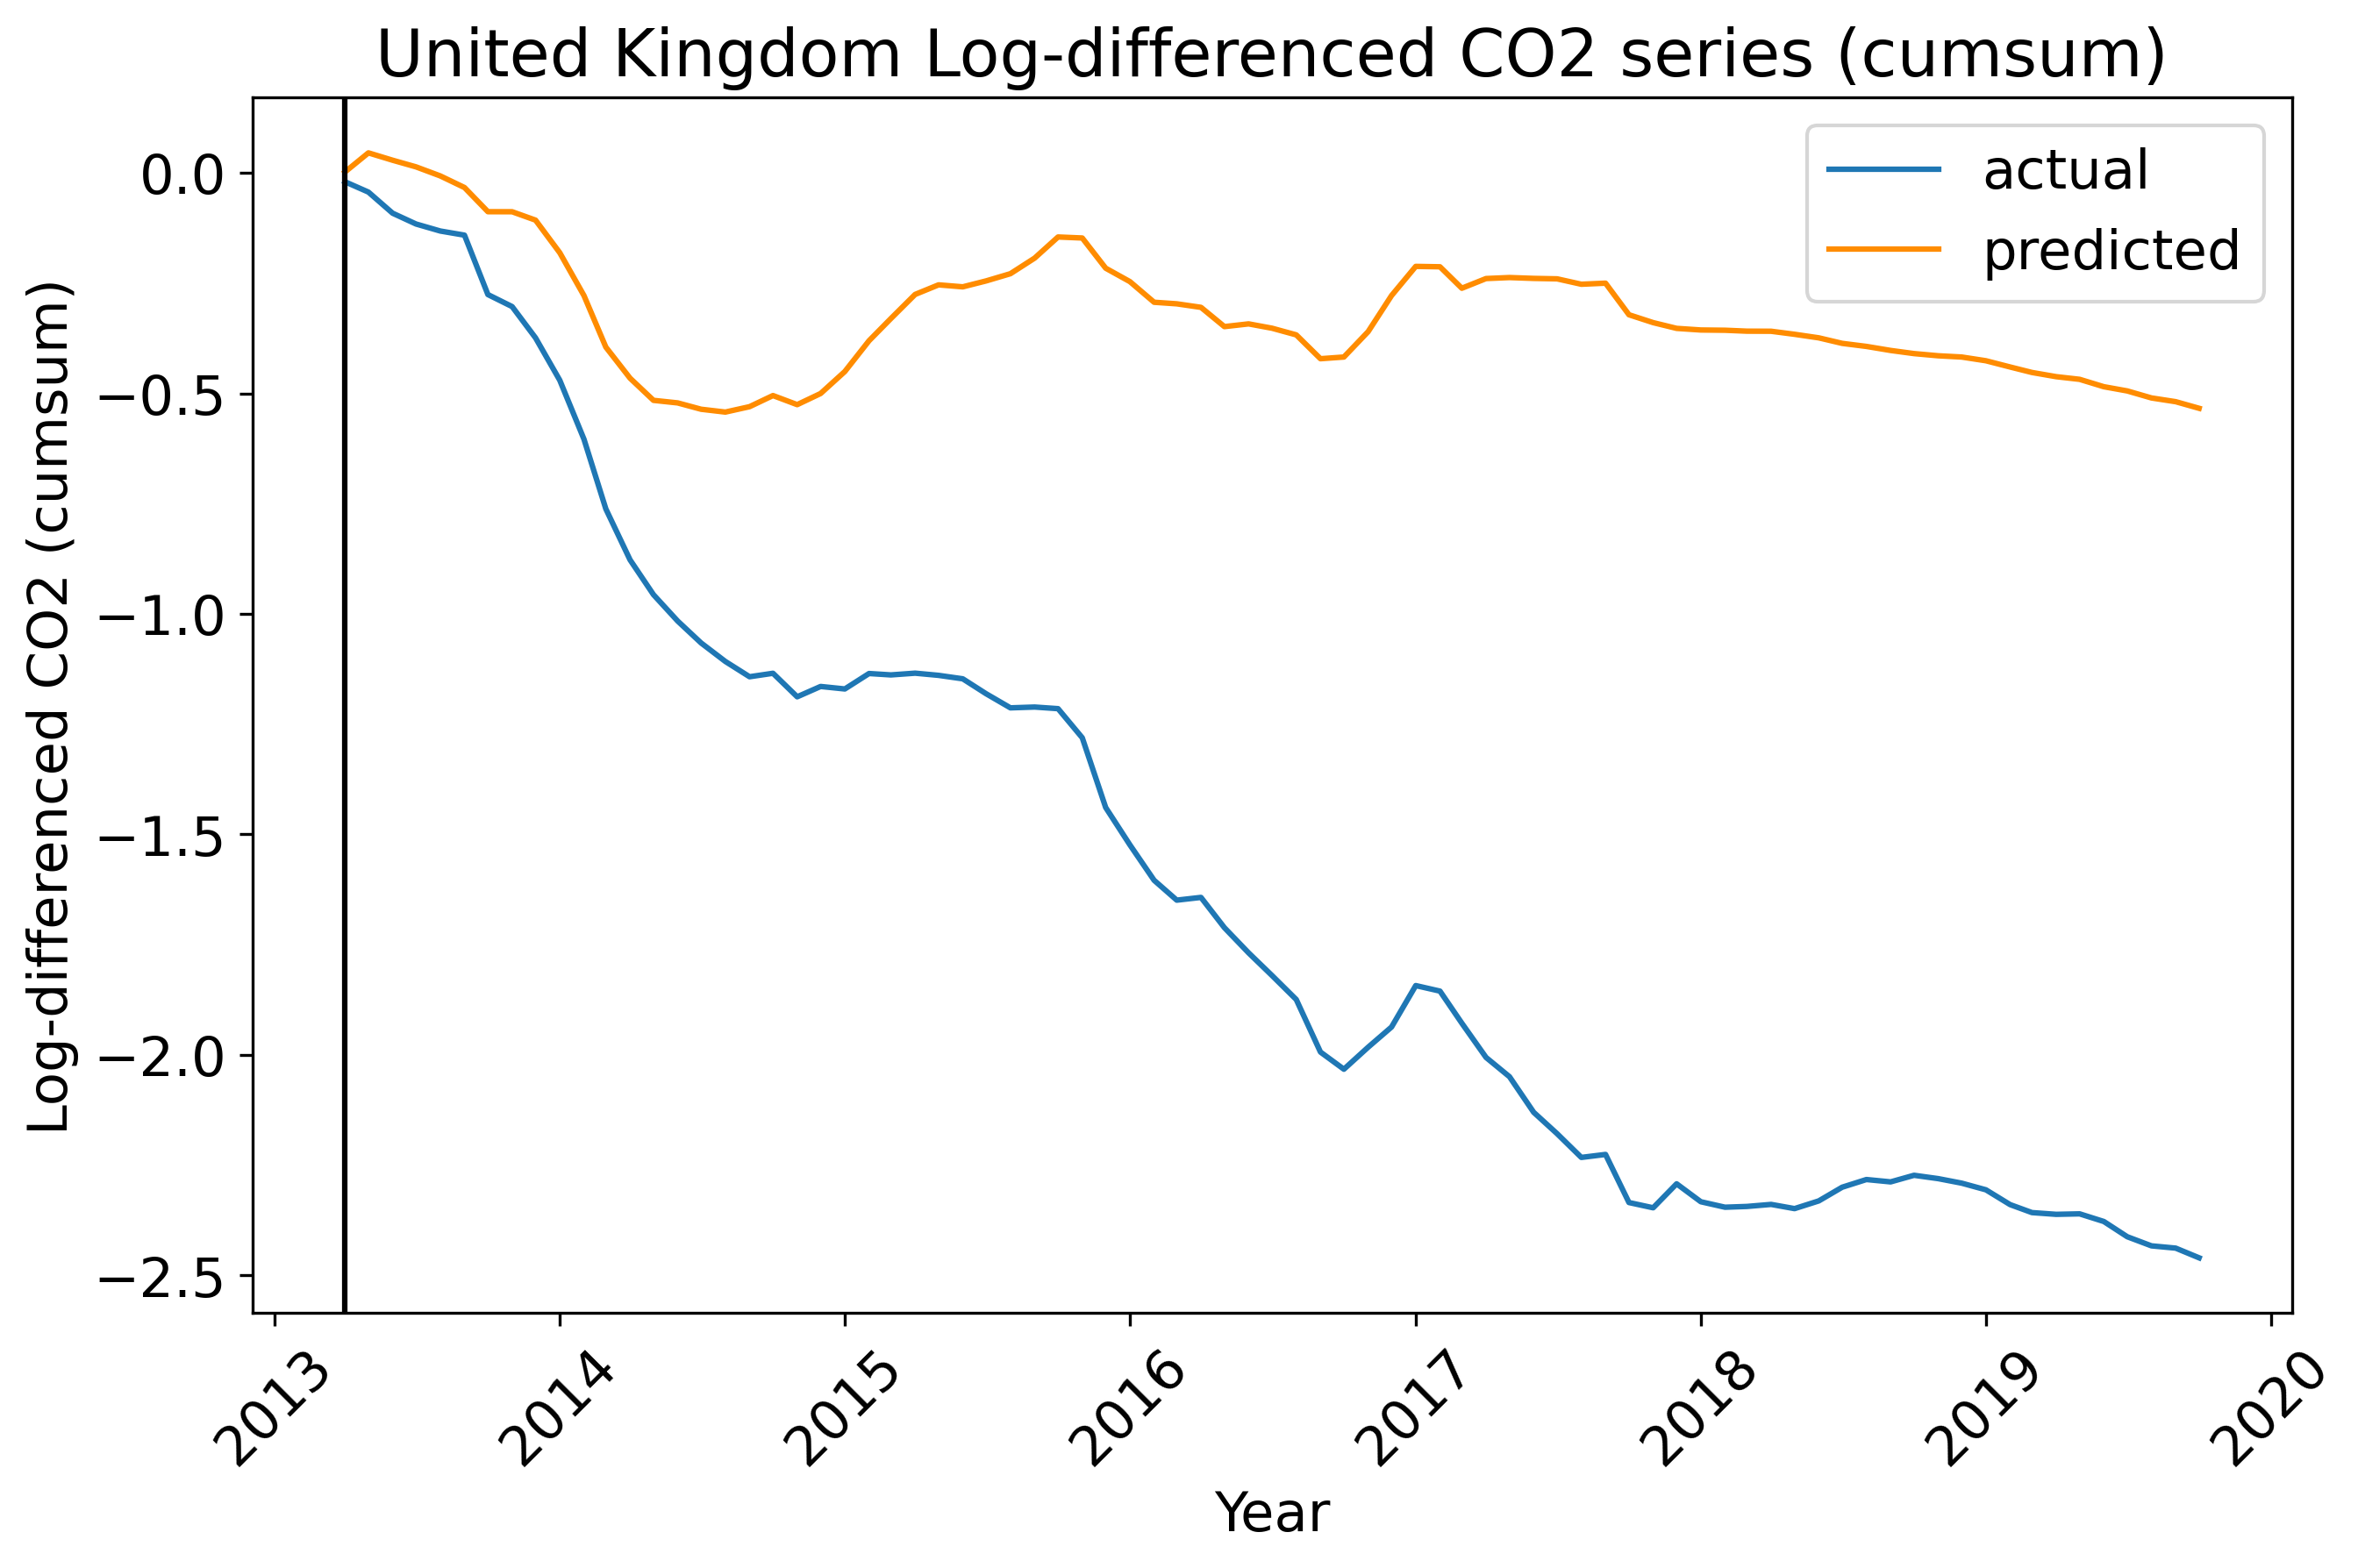 United Kingdom Log-differenced CO2 series (cumsum)
actual
predicted
Log-differenced CO2 (cumsum)
0.0
−0.5
−1.0
−1.5
−2.0
−2.5
2013
2014
2015
2016
2017
2018
2019
2020
Year